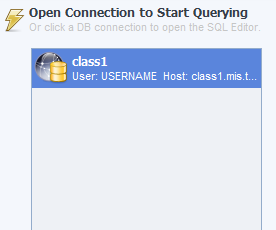 Open Connection to Start Querying
Or click a DB connection to open the SQL Editor.
class1
User: USERNAME Host: class1.mis.t...